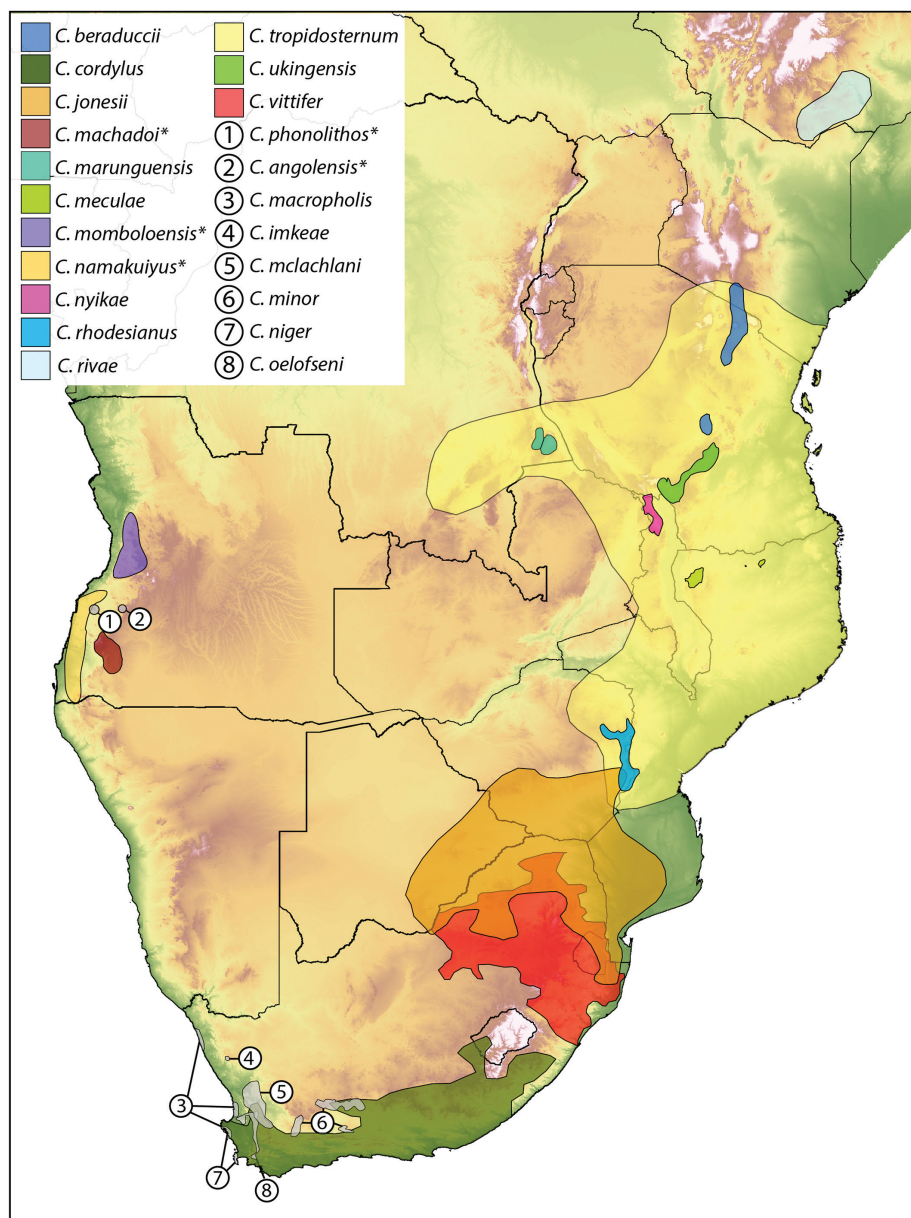 C. beraduccii
C. cordylus
C. jonesii
C. machadoi*
C. marunguensis
C. meculae
C. momboloensis*
C. namakuiyus*
C. nyikae
C. rhodesianus
C. rivae
C. tropidosternum
C. ukingensis
C. vittifer
1 C. phonolithos*
2 C. angolensis*
3 C. macropholis
4 C. imkeae
5 C. mclachlani
6 C. minor
7 C. niger
8 C. oelofseni
1
2
4
5
3
6
7
8